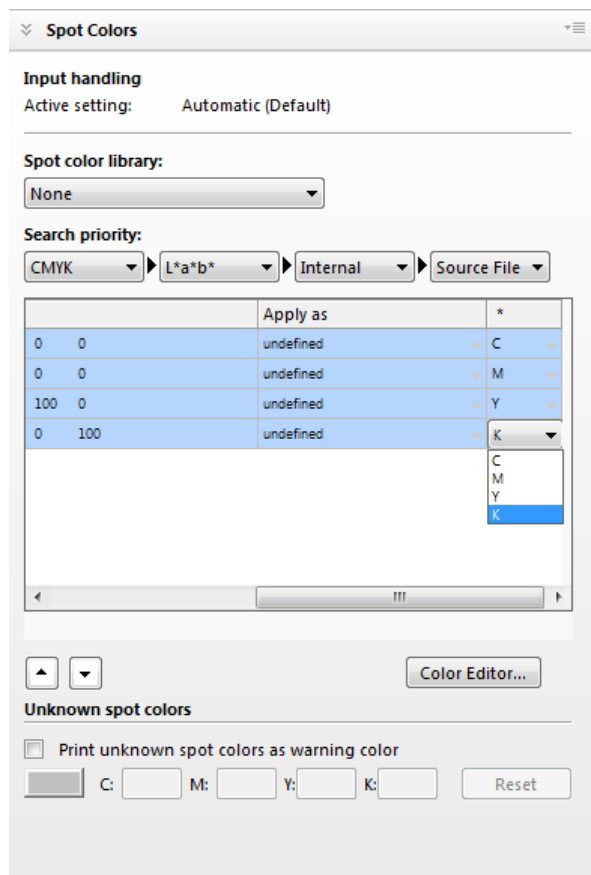 Spot Colors
Input handling
Active setting: Automatic (Default)
Spot color library:
None
Search priority:
CMYK L*a*b* Internal Source File
Apply as *
0 0 undefined C
0 0 undefined M
100 0 undefined Y
0 100 undefined K
C
M
Y
K
Color Editor...
Unknown spot colors
Print unknown spot colors as warning color
C: M: Y: K: Reset